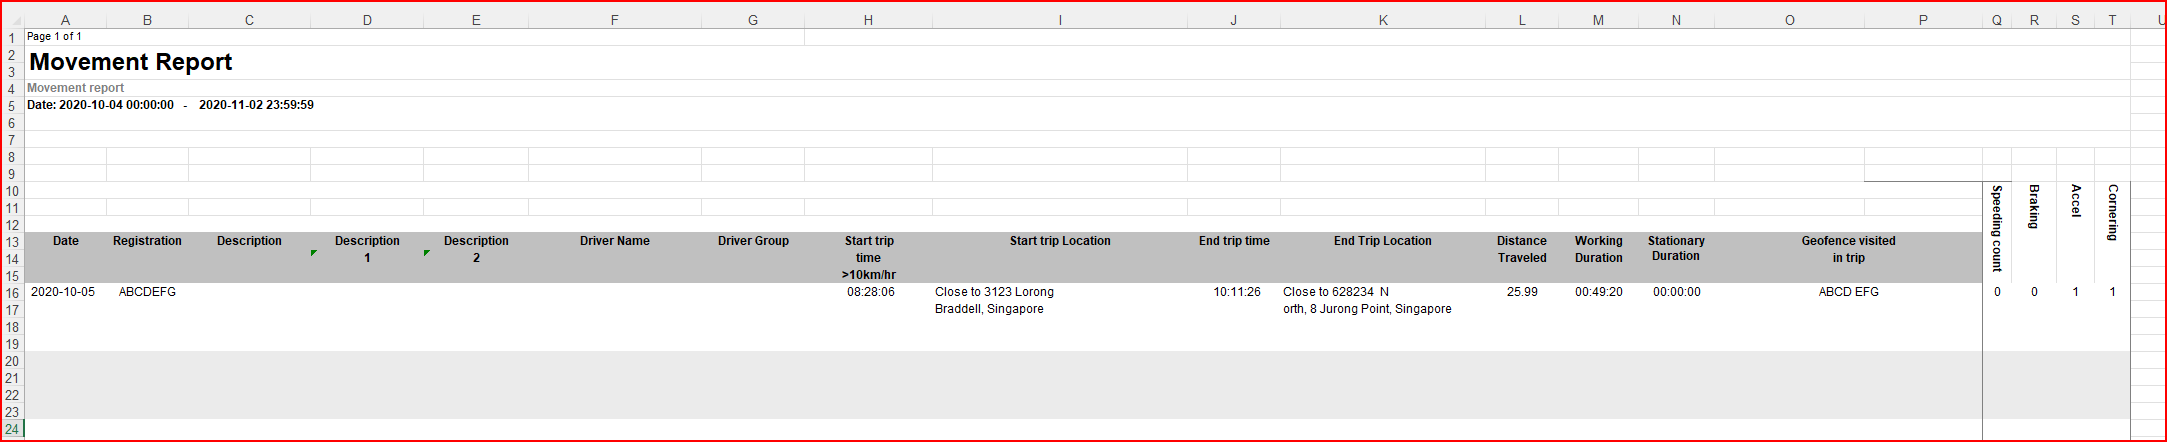 A B C D E F G H I J K L M N O P Q R S T U
1 Page 1 of 1
2 Movement Report
3
4 Movement report
5 Date: 2020-10-04 00:00:00 - 2020-11-02 23:59:59
6
7
8
9
10 Speeding count Braking Accel Cornering
11
12
13 Date Registration Description Description Description Driver Name Driver Group Start trip Start trip Location End trip time End Trip Location Distance Working Stationary Geofence visited
14 1 2 time Traveled Duration Duration in trip
15 >10km/hr
16 2020-10-05 ABCDEFG 08:28:06 Close to 3123 Lorong 10:11:26 Close to 628234 N 25.99 00:49:20 00:00:00 ABCD EFG 0 0 1 1
17 Braddell, Singapore orth, 8 Jurong Point, Singapore
18
19
20
21
22
23
24